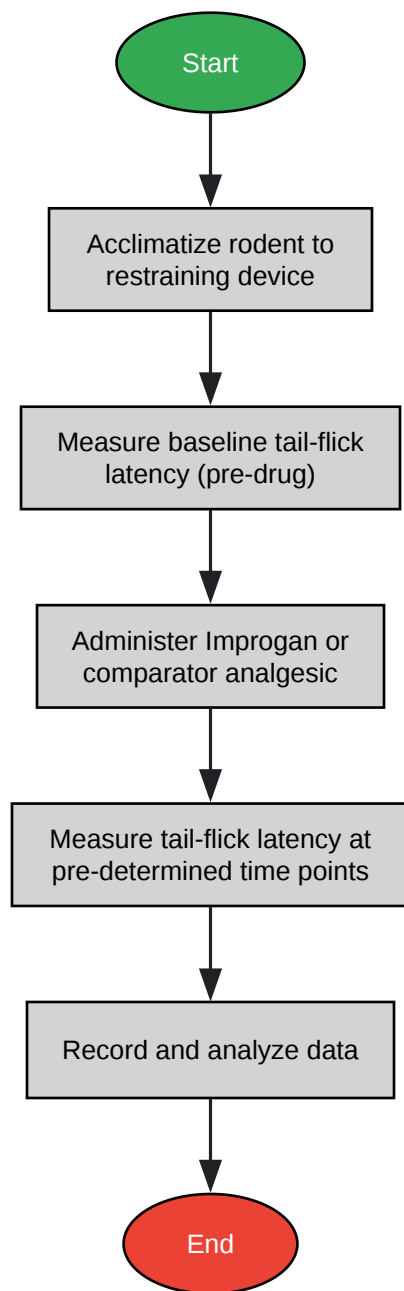 Start
Acclimatize rodent to
restraining device
Measure baseline tail-flick
latency (pre-drug)
Administer Improgan or
comparator analgesic
Measure tail-flick latency at
pre-determined time points
Record and analyze data
End